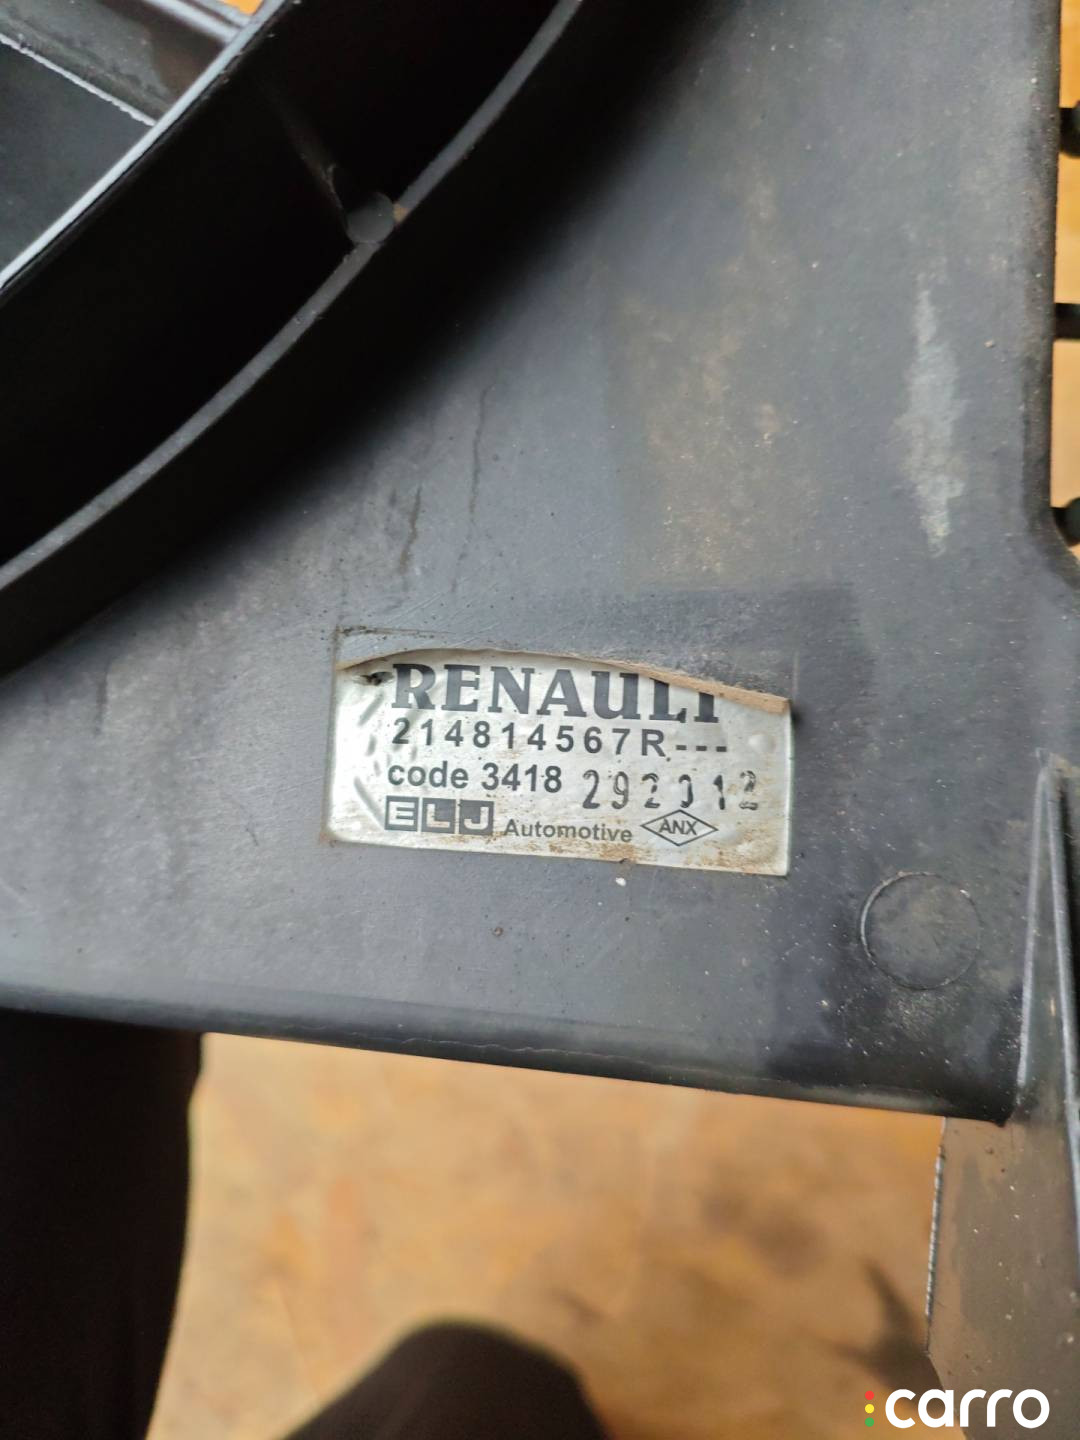 RENAULT
214814567R---
code 3418 292012
ELJ Automotive ANX
carro